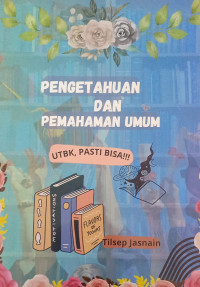 PENGETAHUAN
DAN
PEMAHAMAN UMUM
UTBK, PASTI BISA!!!
Tilsep Jasnain